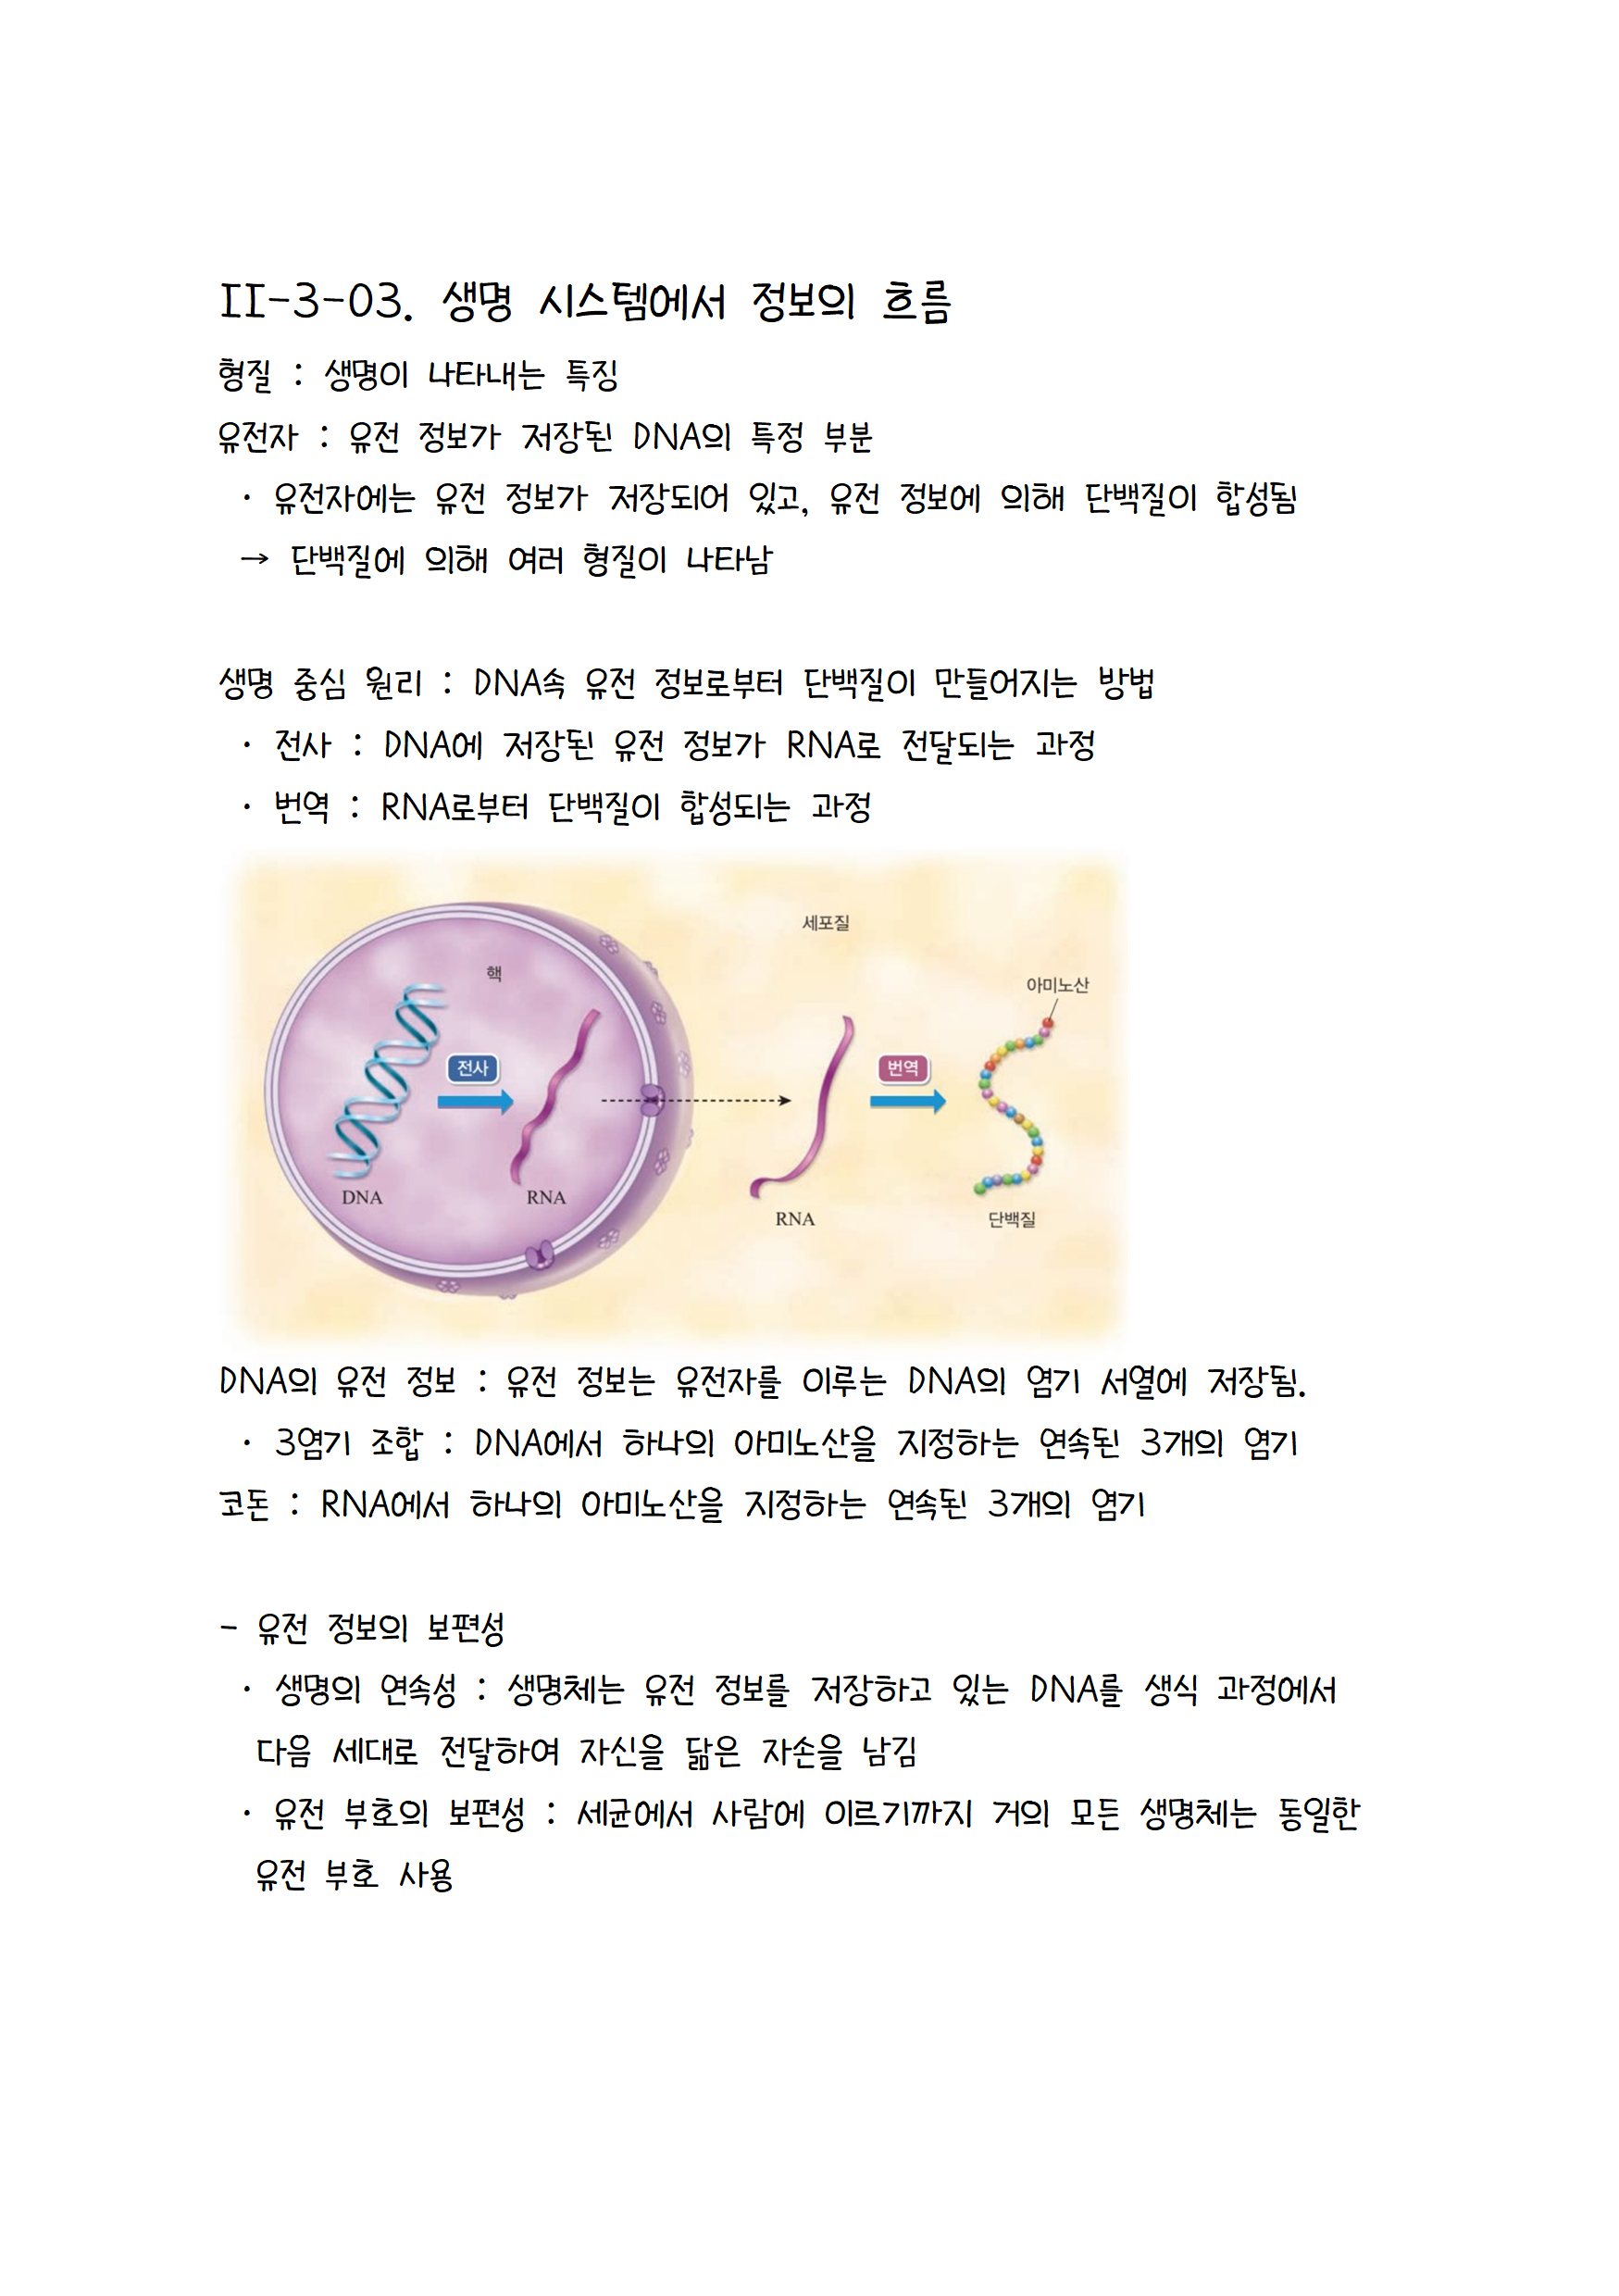 II-3-03. 생명 시스템에서 정보의 흐름
형질 : 생명이 나타내는 특징
유전자 : 유전 정보가 저장된 DNA의 특정 부분
· 유전자에는 유전 정보가 저장되어 있고, 유전 정보에 의해 단백질이 합성됨
→ 단백질에 의해 여러 형질이 나타남
생명 중심 원리 : DNA속 유전 정보로부터 단백질이 만들어지는 방법
· 전사 : DNA에 저장된 유전 정보가 RNA로 전달되는 과정
· 번역 : RNA로부터 단백질이 합성되는 과정
세포질
핵
아미노산
전사
번역
DNA
RNA
RNA
단백질
DNA의 유전 정보 : 유전 정보는 유전자를 이루는 DNA의 염기 서열에 저장됨.
· 3염기 조합 : DNA에서 하나의 아미노산을 지정하는 연속된 3개의 염기
코돈 : RNA에서 하나의 아미노산을 지정하는 연속된 3개의 염기
- 유전 정보의 보편성
· 생명의 연속성 : 생명체는 유전 정보를 저장하고 있는 DNA를 생식 과정에서
다음 세대로 전달하여 자신을 닮은 자손을 남김
· 유전 부호의 보편성 : 세균에서 사람에 이르기까지 거의 모든 생명체는 동일한
유전 부호 사용